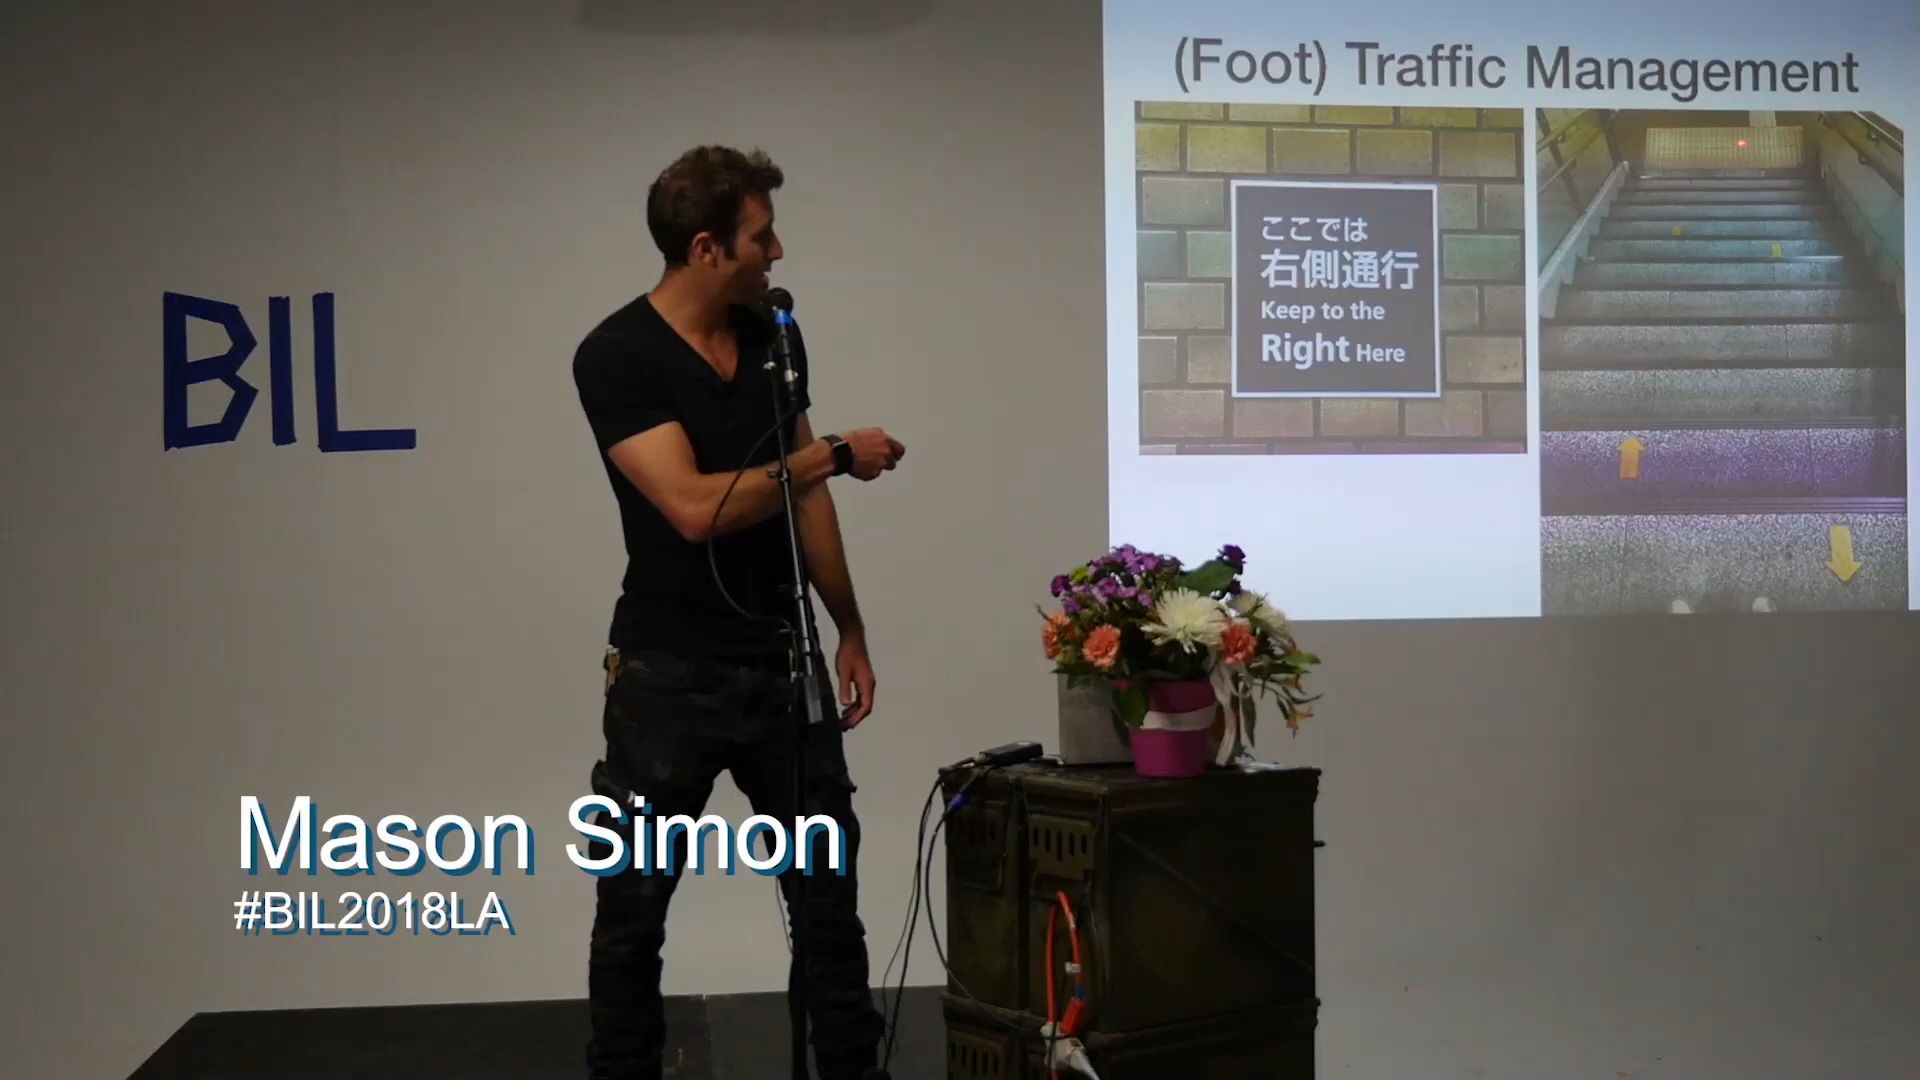 BIL
(Foot) Traffic Management
ここでは
右側通行
Keep to the
Right Here
Mason Simon
#BIL2018LA